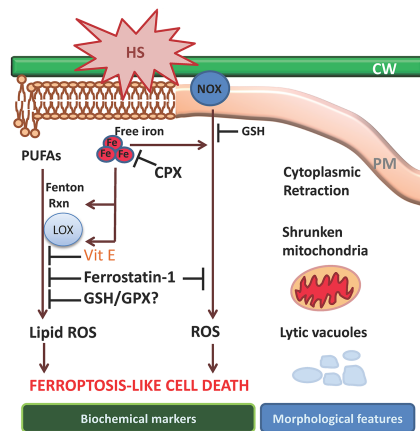 HS
CW
NOX
PM
Free iron
Fe
Fe Fe
GSH
CPX
PUFAs
Fenton
Rxn
LOX
Vit E
Ferrostatin-1
GSH/GPX?
Lipid ROS
ROS
FERROPTOSIS-LIKE CELL DEATH
Cytoplasmic
Retraction
Shrunken
mitochondria
Lytic vacuoles
Biochemical markers
Morphological features